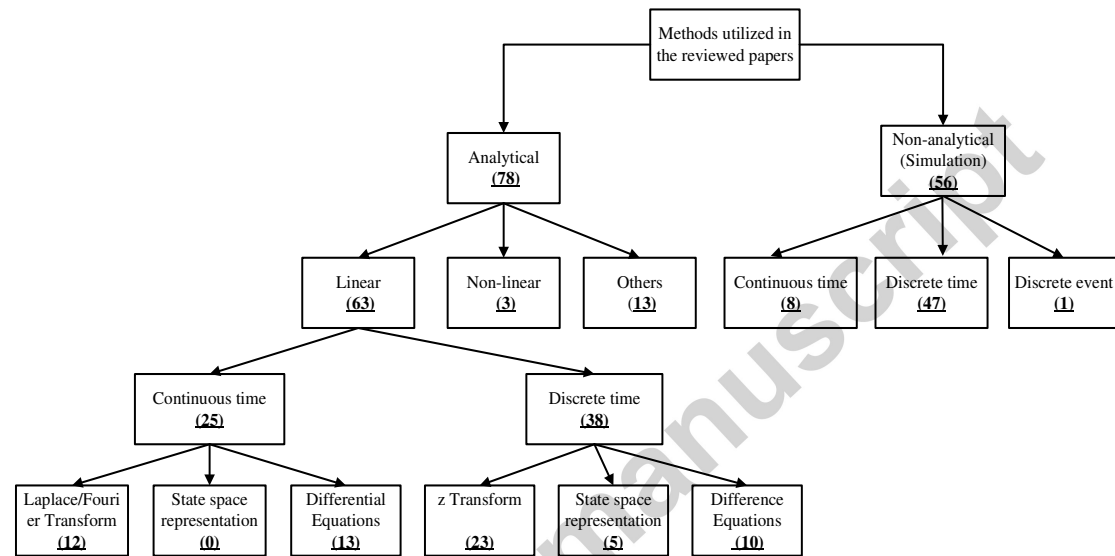 Methods utilized in
the reviewed papers
Analytical
(78)
Non-analytical
(Simulation)
(56)
Linear
(63)
Non-linear
(3)
Others
(13)
Continuous time
(8)
Discrete time
(47)
Discrete event
(1)
Continuous time
(25)
Discrete time
(38)
Laplace/Fouri
er Transform
(12)
State space
representation
(0)
Differential
Equations
(13)
z Transform
(23)
State space
representation
(5)
Difference
Equations
(10)
manuscript